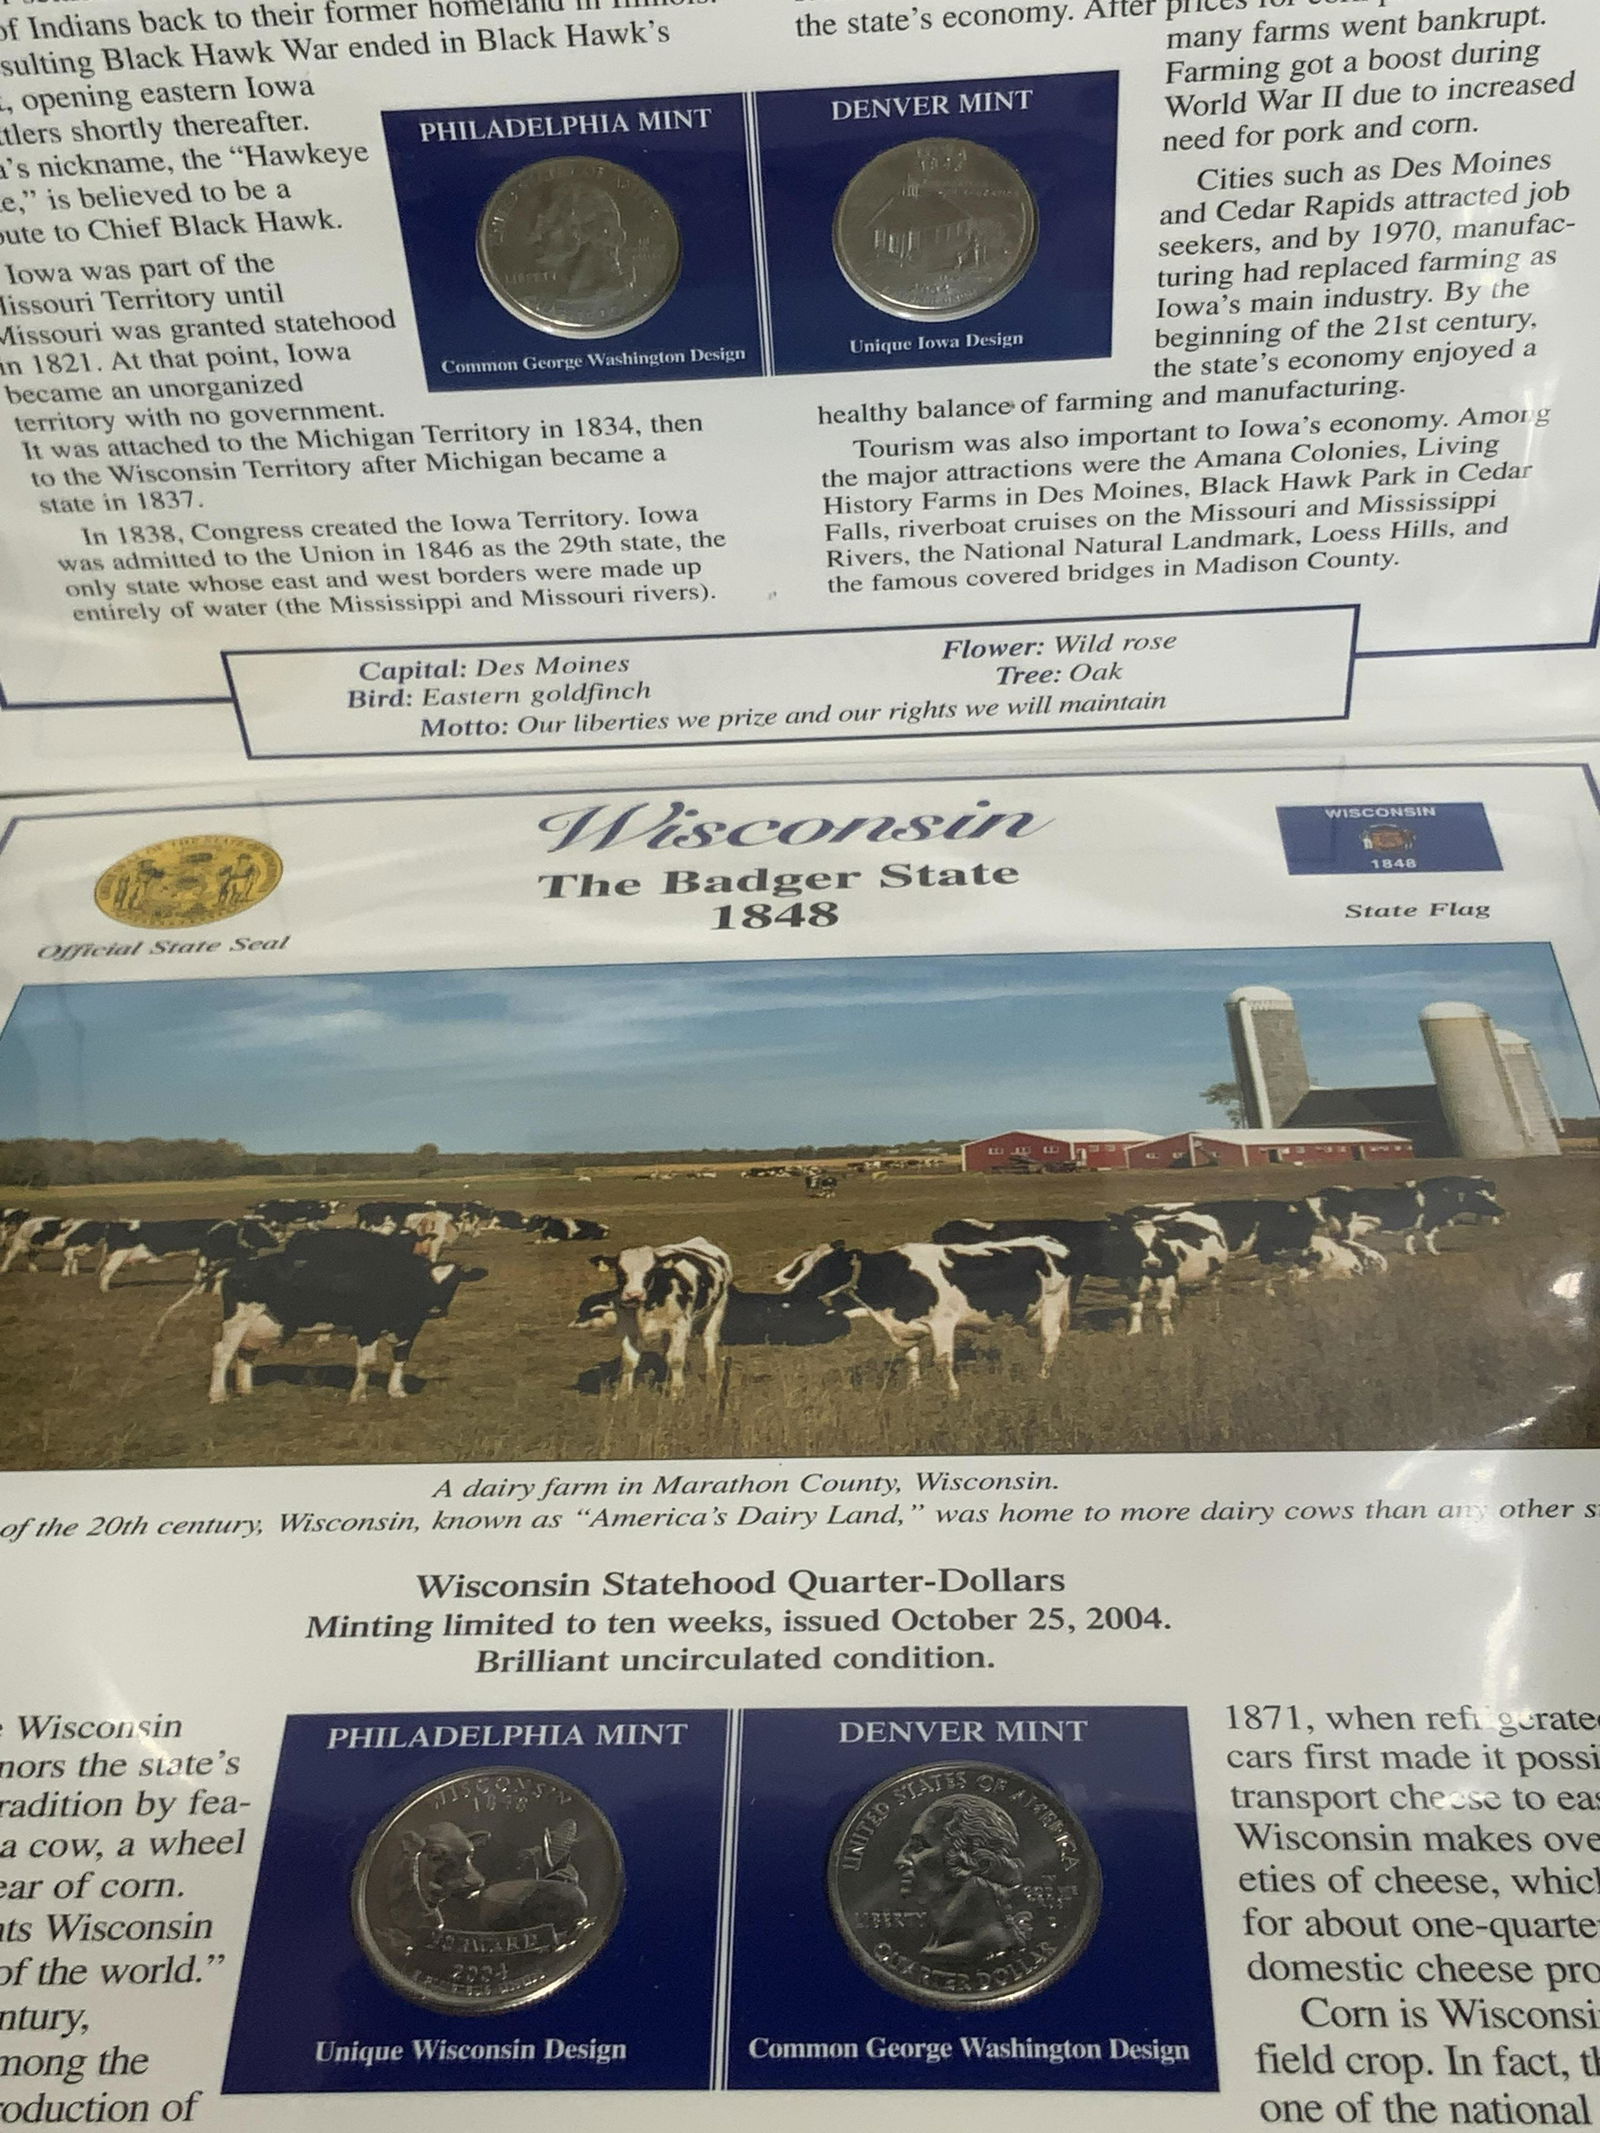 of Indians back to their former homeland in Illinois.
sulting Black Hawk War ended in Black Hawk's
opening eastern Iowa
tlers shortly thereafter.
a's nickname, the “Hawkeye
e,” is believed to be a
bute to Chief Black Hawk.
Iowa was part of the
Missouri Territory until
Missouri was granted statehood
in 1821. At that point, Iowa
became an unorganized
territory with no government.
It was attached to the Michigan Territory in 1834, then
to the Wisconsin Territory after Michigan became a
state in 1837.
In 1838, Congress created the Iowa Territory. Iowa
was admitted to the Union in 1846 as the 29th state, the
only state whose east and west borders were made up
entirely of water (the Mississippi and Missouri rivers).
PHILADELPHIA MINT
LIBERTY
Common George Washington Design
DENVER MINT
IOWA
1846
Unique Iowa Design
the state's economy. After prices for
many farms went bankrupt.
Farming got a boost during
World War II due to increased
need for pork and corn.
Cities such as Des Moines
and Cedar Rapids attracted job
seekers, and by 1970, manufac-
turing had replaced farming as
Iowa's main industry. By the
beginning of the 21st century,
the state's economy enjoyed a
healthy balance of farming and manufacturing.
Tourism was also important to Iowa's economy. Among
the major attractions were the Amana Colonies, Living
History Farms in Des Moines, Black Hawk Park in Cedar
Falls, riverboat cruises on the Missouri and Mississippi
Rivers, the National Natural Landmark, Loess Hills, and
the famous covered bridges in Madison County.
Capital: Des Moines
Flower: Wild rose
Bird: Eastern goldfinch
Tree: Oak
Motto: Our liberties we prize and our rights we will maintain
Wisconsin
The Badger State
1848
Official State Seal
WISCONSIN
1848
State Flag
A dairy farm in Marathon County, Wisconsin.
of the 20th century, Wisconsin, known as “America's Dairy Land,” was home to more dairy cows than any other s
Wisconsin Statehood Quarter-Dollars
Minting limited to ten weeks, issued October 25, 2004.
Brilliant uncirculated condition.
Wisconsin
nors the state's
radition by fea-
a cow, a wheel
ear of corn.
ts Wisconsin
of the world.”
ntury,
mong the
roduction of
PHILADELPHIA MINT
WISCONSIN
1848
FORWARD
2004
Unique Wisconsin Design
DENVER MINT
UNITED STATES OF AMERICA
LIBERTY
QUARTER DOLLAR
Common George Washington Design
1871, when refrigerated
cars first made it possi
transport cheese to eas
Wisconsin makes ove
eties of cheese, which
for about one-quarte
domestic cheese pro
Corn is Wisconsi
field crop. In fact, th
one of the national